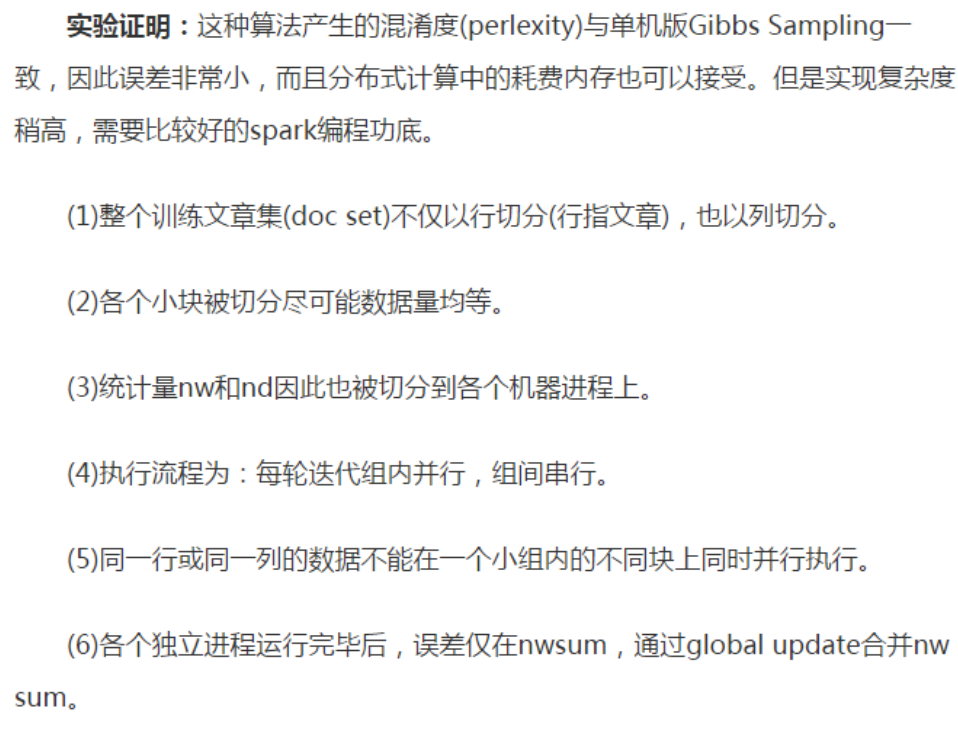 实验证明：这种算法产生的混淆度(perlexity)与单机版Gibbs Sampling一
致，因此误差非常小，而且分布式计算中的耗费内存也可以接受。但是实现复杂度
稍高，需要比较好的spark编程功底。
(1)整个训练文章集(doc set)不仅以行切分(行指文章)，也以列切分。
(2)各个小块被切分尽可能数据量均等。
(3)统计量nw和nd因此也被切分到各个机器进程上。
(4)执行流程为：每轮迭代组内并行，组间串行。
(5)同一行或同一列的数据不能在一个小组内的不同块上同时并行执行。
(6)各个独立进程运行完毕后，误差仅在nwsum，通过global update合并nw
sum。